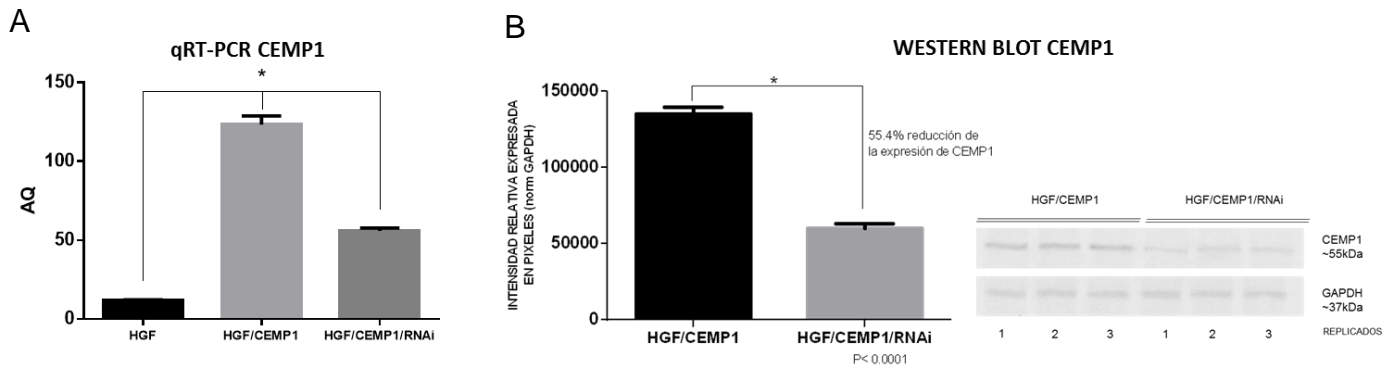 A
qRT-PCR CEMP1
AQ
150
100
50
0
*
HGF
HGF/CEMP1
HGF/CEMP1/RNAi
B
WESTERN BLOT CEMP1
INTENSIDAD RELATIVA EXPRESADA
EN PIXELES (norm GAPDH)
150000
100000
50000
0
*
55.4% reducción de
la expresión de CEMP1
HGF/CEMP1
HGF/CEMP1/RNAi
P< 0.0001
HGF/CEMP1
HGF/CEMP1/RNAi
CEMP1
~55kDa
GAPDH
~37kDa
1 2 3 1 2 3 REPLICADOS